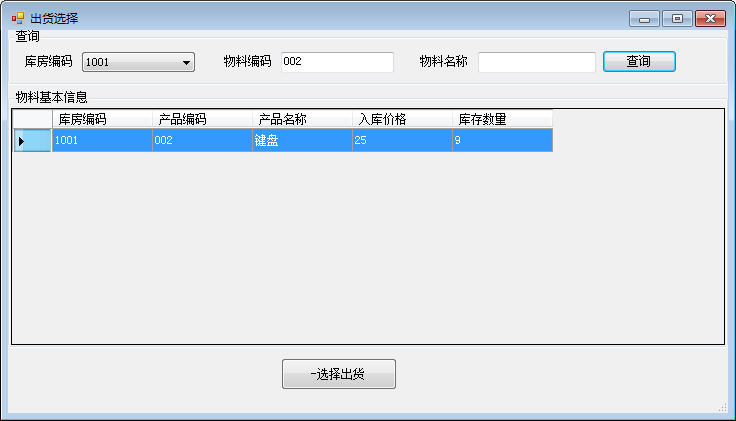 出货选择
查询
库房编码 1001 物料编码 002 物料名称 查询
物料基本信息
库房编码 产品编码 产品名称 入库价格 库存数量
1001 002 键盘 25 9
-选择出货